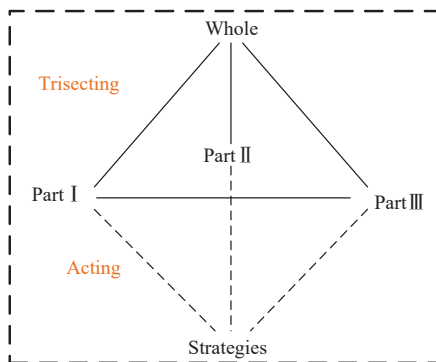 Whole
Trisecting
Part Ⅱ
Part Ⅰ
Part Ⅲ
Acting
Strategies